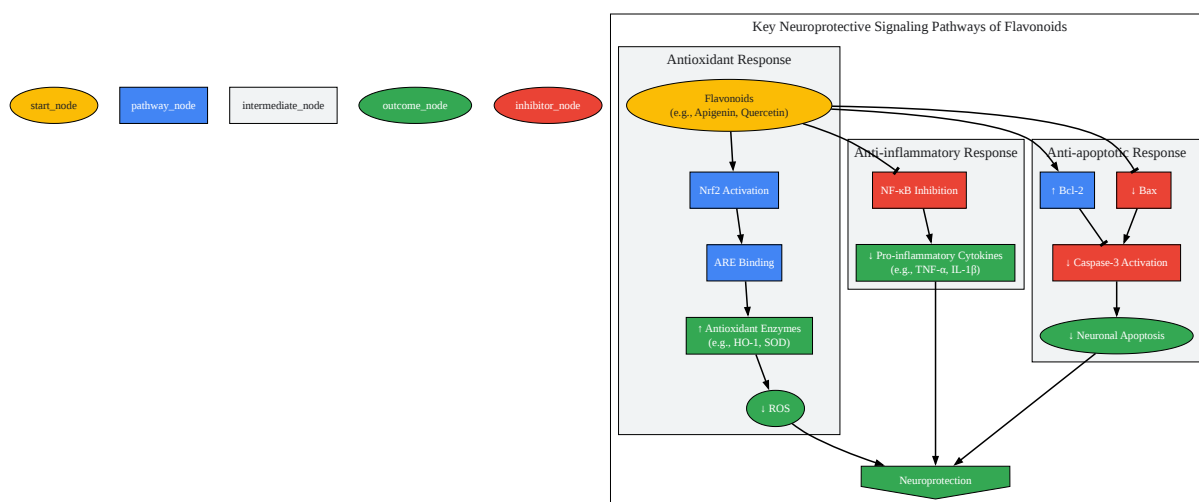 Key Neuroprotective Signaling Pathways of Flavonoids
start_node
pathway_node
intermediate_node
outcome_node
inhibitor_node
Antioxidant Response
Flavonoids
(e.g., Apigenin, Quercetin)
Nrf2 Activation
ARE Binding
↑ Antioxidant Enzymes
(e.g., HO-1, SOD)
↓ ROS
Anti-inflammatory Response
NF-κB Inhibition
↓ Pro-inflammatory Cytokines
(e.g., TNF-α, IL-1β)
Anti-apoptotic Response
↑ Bcl-2
↓ Bax
↓ Caspase-3 Activation
↓ Neuronal Apoptosis
Neuroprotection